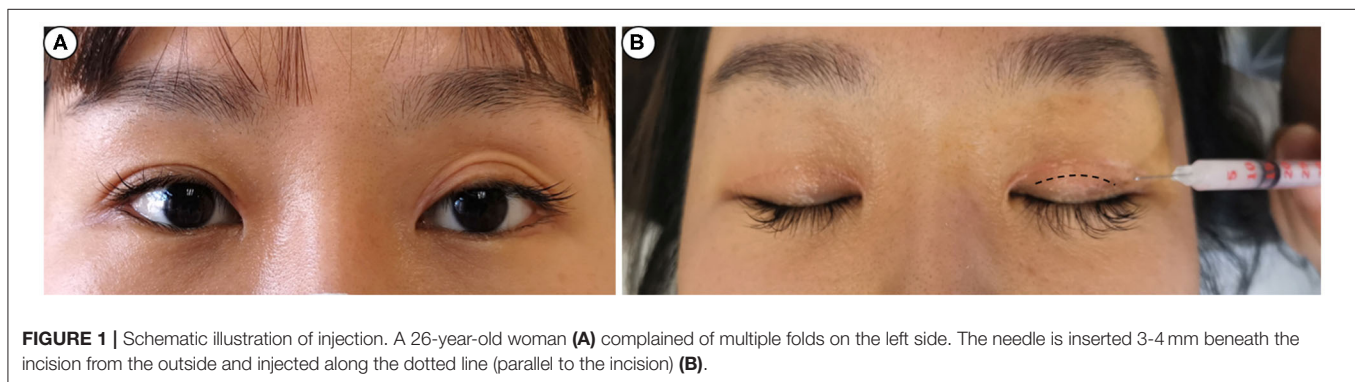 A
B
5 10
FIGURE 1 | Schematic illustration of injection. A 26-year-old woman (A) complained of multiple folds on the left side. The needle is inserted 3-4 mm beneath the
incision from the outside and injected along the dotted line (parallel to the incision) (B).